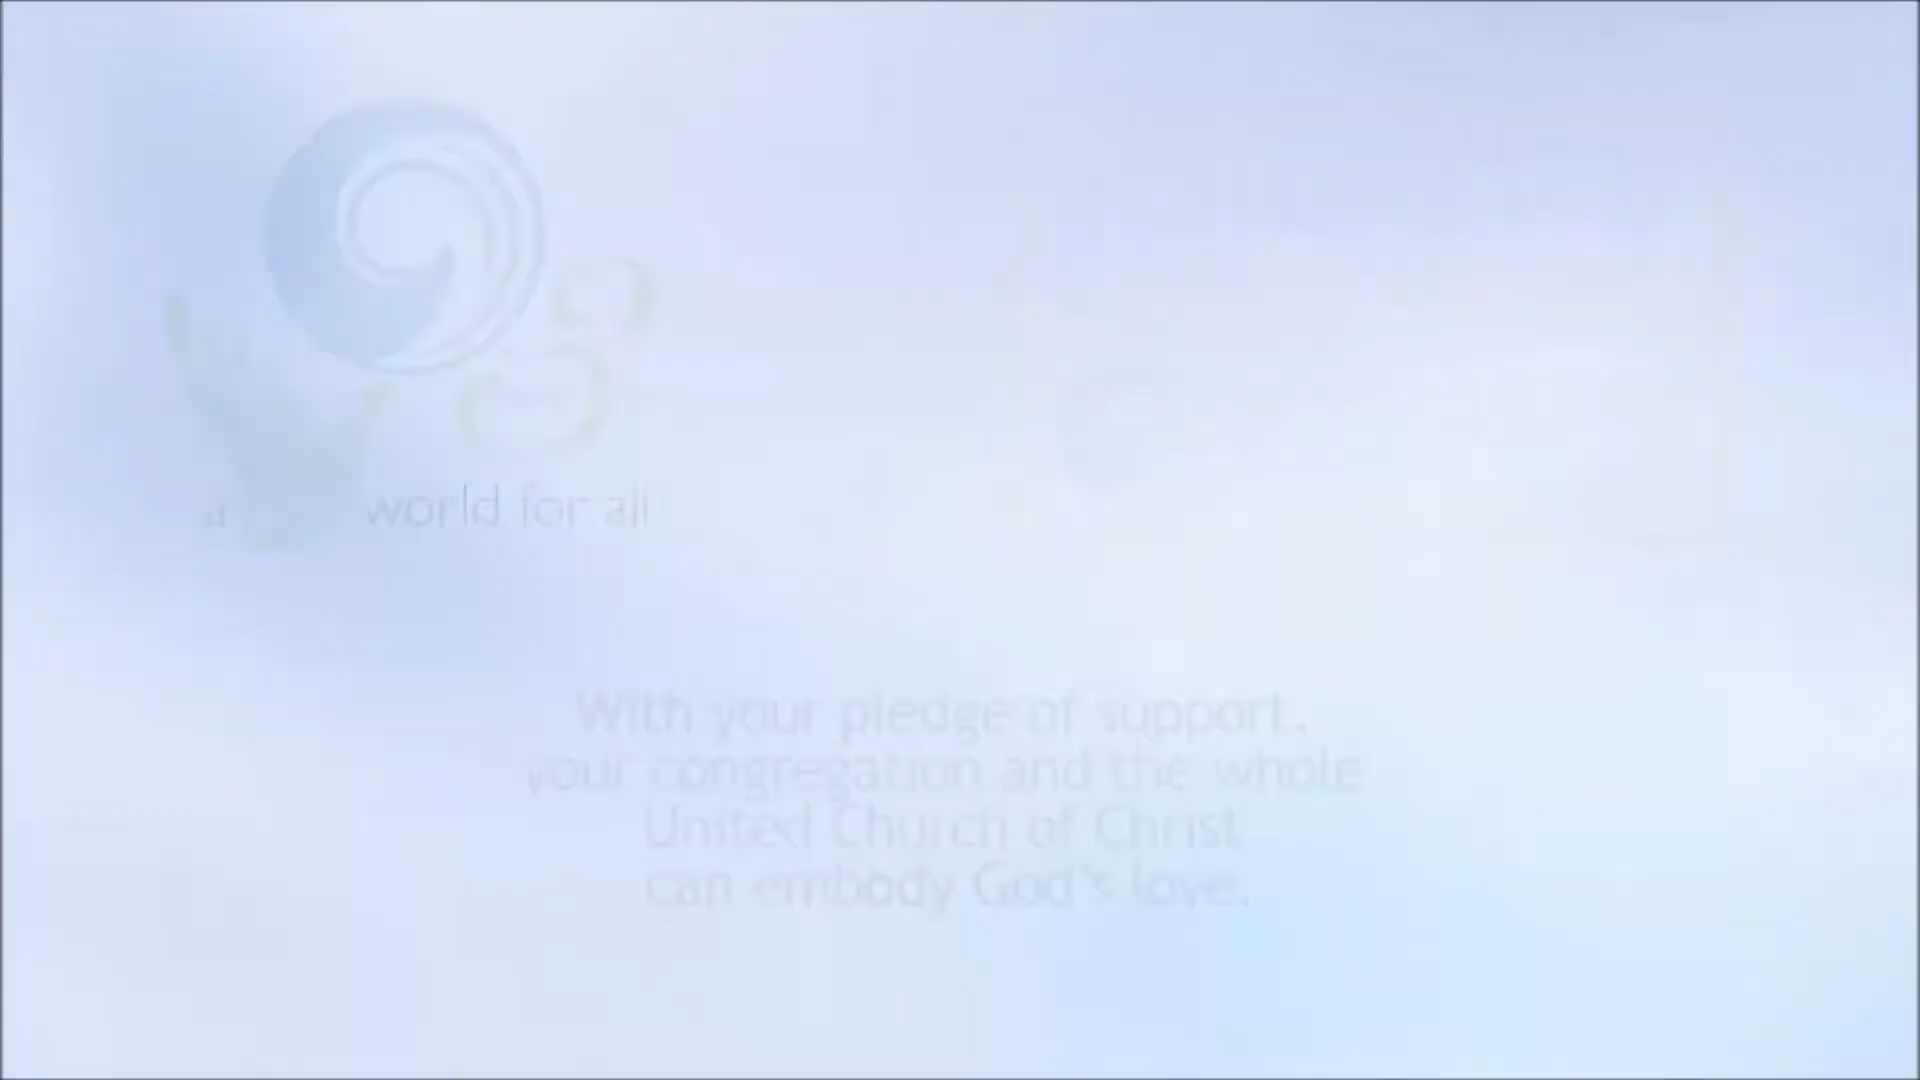 a world for all
With your pledge of support,
your congregation and the whole
United Church of Christ
can embody God's love.